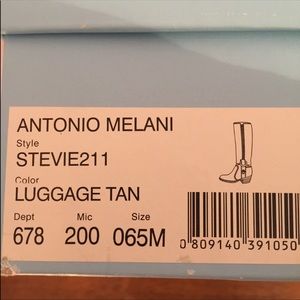 ANTONIO MELANI
Style
STEVIE211
Color
LUGGAGE TAN
Dept Mic Size
678 200 065M
0 809140 391050